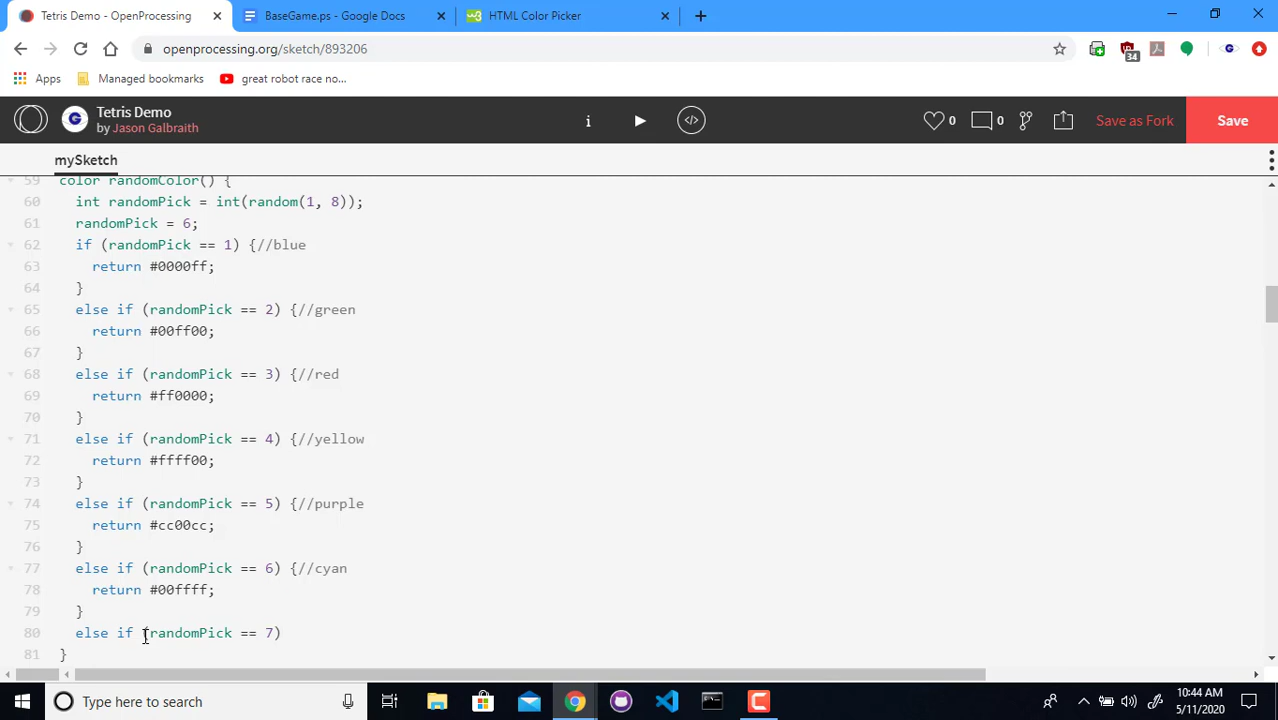 Tetris Demo - OpenProcessing
BaseGame.ps - Google Docs
HTML Color Picker
openprocessing.org/sketch/893206
34
Apps
Managed bookmarks
great robot race no...
Tetris Demo
by Jason Galbraith
0
0
Save as Fork
Save
mySketch
59 color randomColor() {
60 int randomPick = int(random(1, 8));
61 randomPick = 6;
62 if (randomPick == 1) {//blue
63 return #0000ff;
64 }
65 else if (randomPick == 2) {//green
66 return #00ff00;
67 }
68 else if (randomPick == 3) {//red
69 return #ff0000;
70 }
71 else if (randomPick == 4) {//yellow
72 return #ffff00;
73 }
74 else if (randomPick == 5) {//purple
75 return #cc00cc;
76 }
77 else if (randomPick == 6) {//cyan
78 return #00ffff;
79 }
80 else if (randomPick == 7)
81 }
Type here to search
10:44 AM
5/11/2020